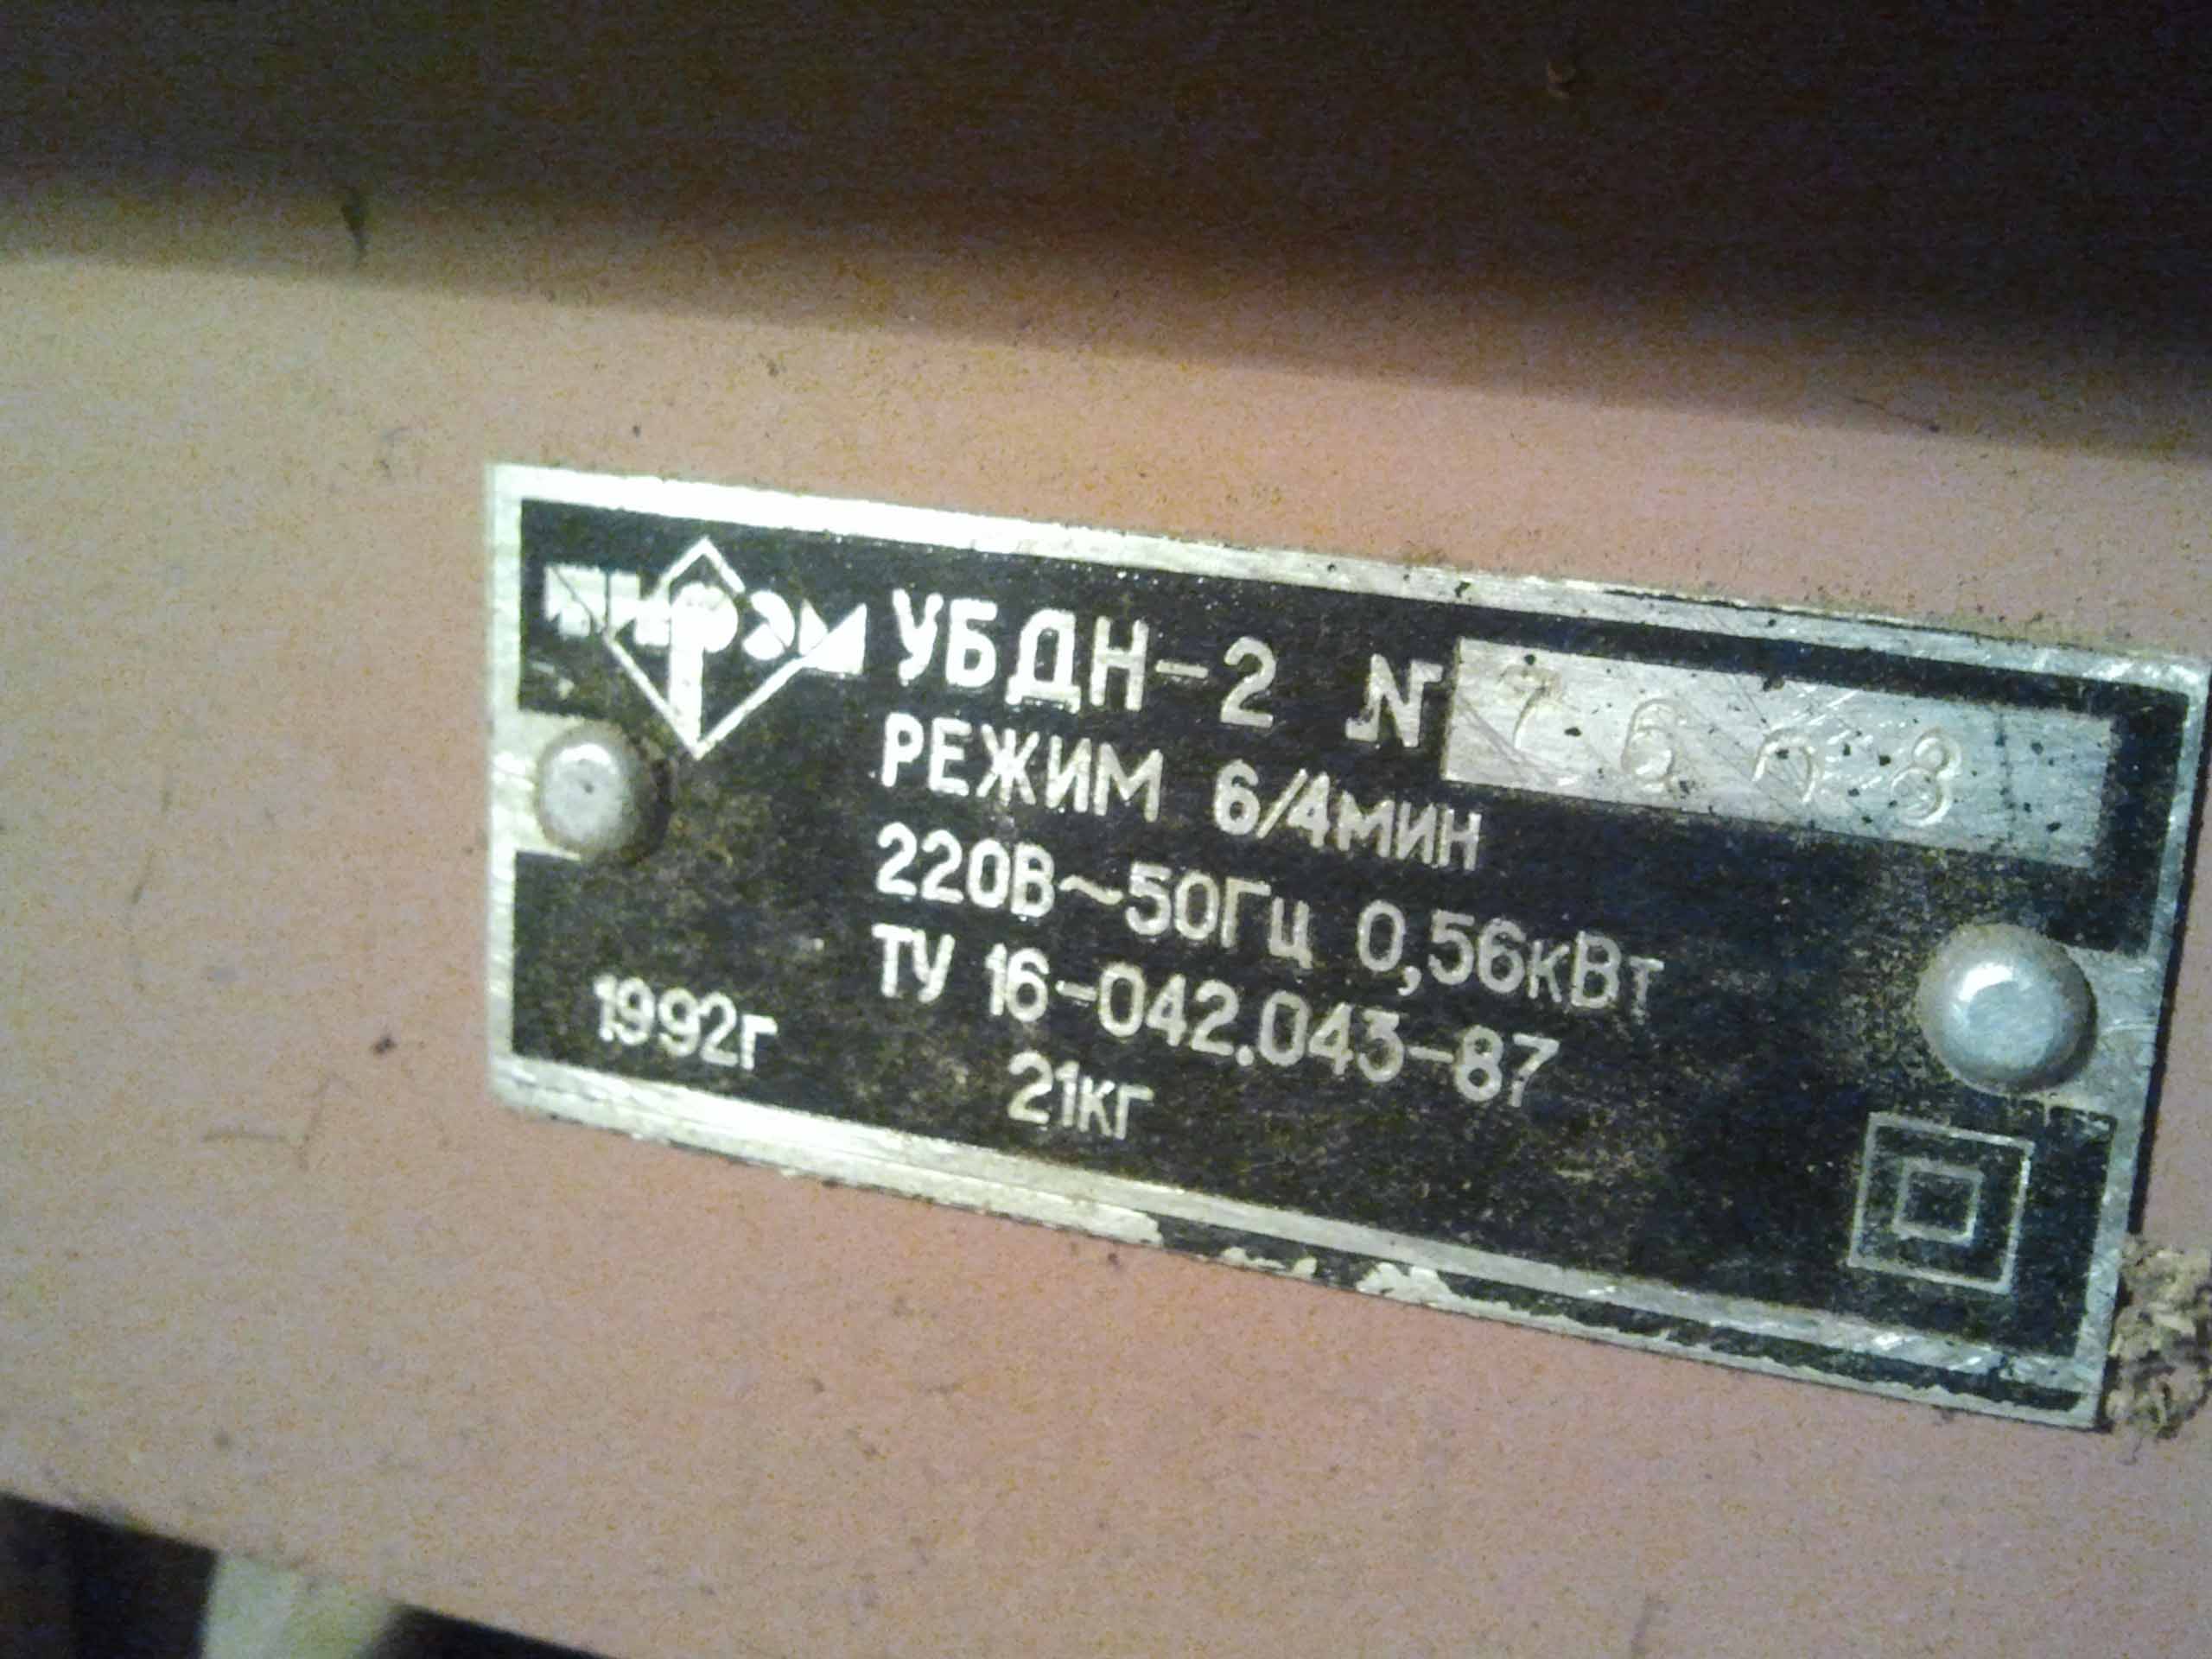 УБДН-2 №
РЕЖИМ 6/4мин
220В~50Гц 0,56кВт
ТУ 16-042.043-87
1992г
21кг